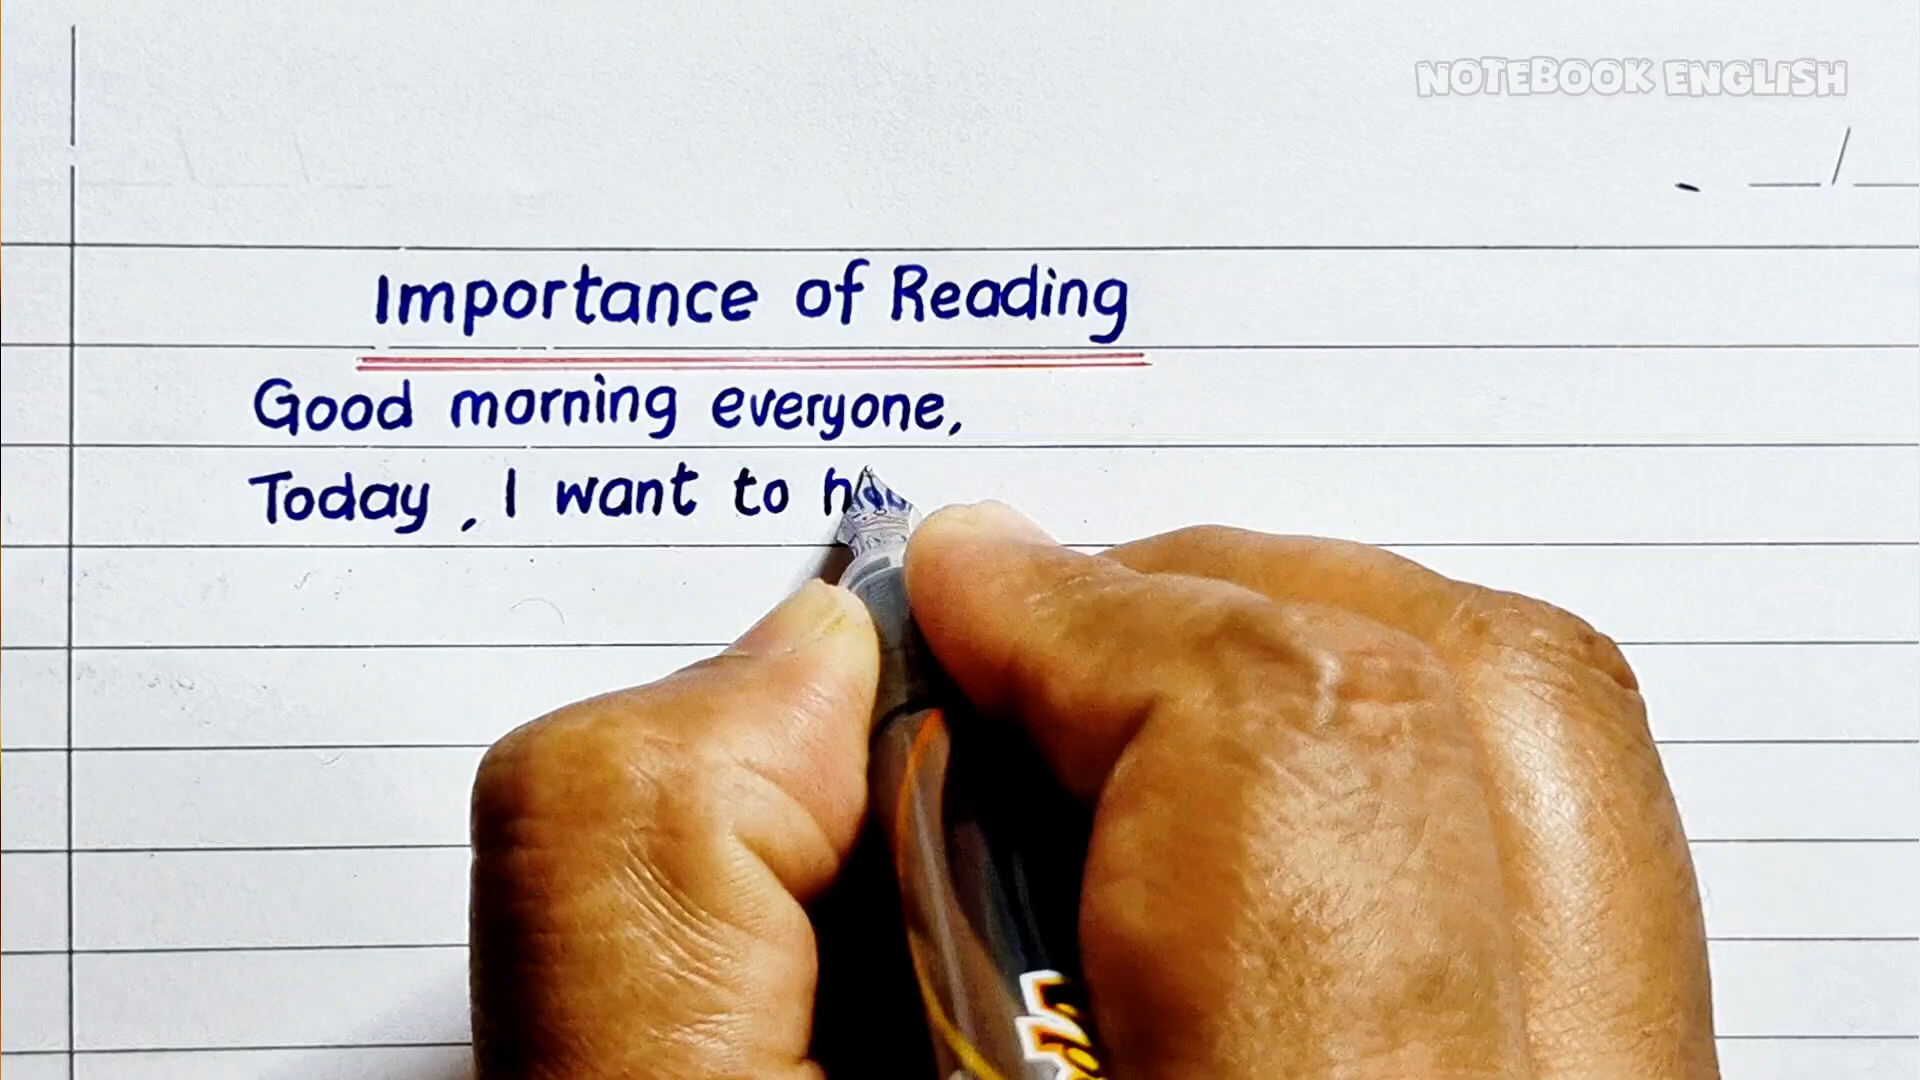 NOTEBOOK ENGLISH
Importance of Reading
Good morning everyone,
Today, I want to